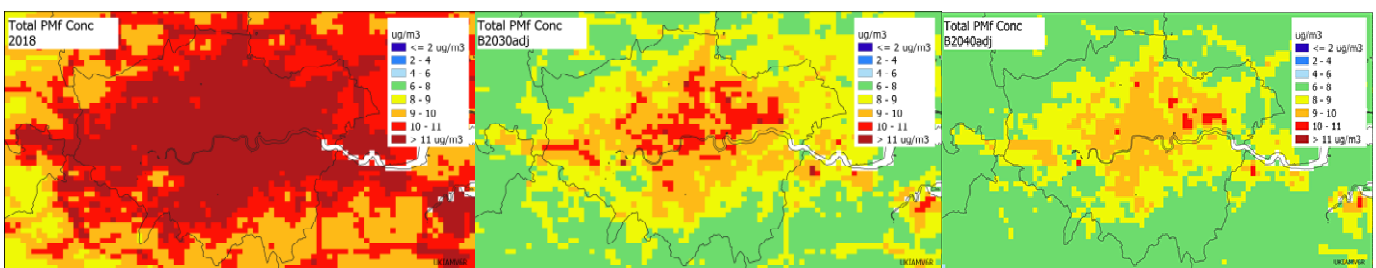 Total PMf Conc
2018
ug/m3
<= 2 ug/m3
2 - 4
4 - 6
6 - 8
8 - 9
9 - 10
10 - 11
> 11 ug/m3
UKIAMV6R
Total PMf Conc
B2030adj
ug/m3
<= 2 ug/m3
2 - 4
4 - 6
6 - 8
8 - 9
9 - 10
10 - 11
> 11 ug/m3
UKIAMV6R
Total PMf Conc
B2040adj
ug/m3
<= 2 ug/m3
2 - 4
4 - 6
6 - 8
8 - 9
9 - 10
10 - 11
> 11 ug/m3
UKIAMV6R